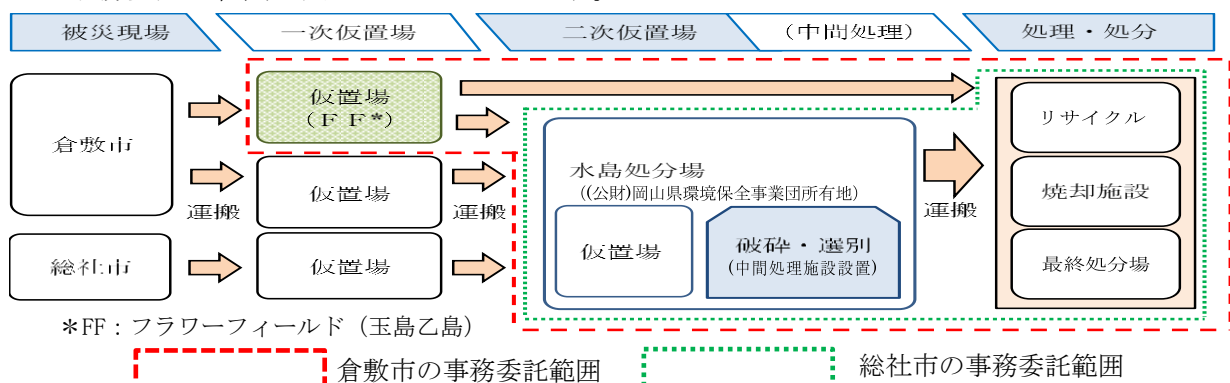 被災現場
一次仮置場
二次仮置場
(中間処理)
処理・処分
倉敷市
総社市
運搬
仮置場
(ＦＦ*)
仮置場
仮置場
運搬
水島処分場
((公財)岡山県環境保全事業団所有地)
仮置場
破砕・選別
(中間処理施設設置)
運搬
リサイクル
焼却施設
最終処分場
*FF：フラワーフィールド（玉島乙島）
倉敷市の事務委託範囲
総社市の事務委託範囲